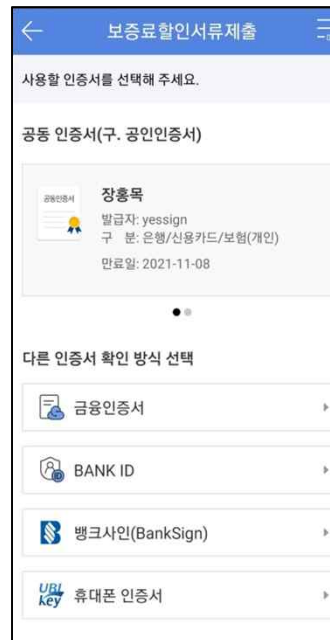 보증료할인서류제출
사용할 인증서를 선택해 주세요.
공동 인증서(구. 공인인증서)
공동인증서
장홍목
발급자: yessign
구 분: 은행/신용카드/보험(개인)
만료일: 2021-11-08
다른 인증서 확인 방식 선택
금융인증서
BANK ID
뱅크사인(BankSign)
UBI
key
휴대폰 인증서